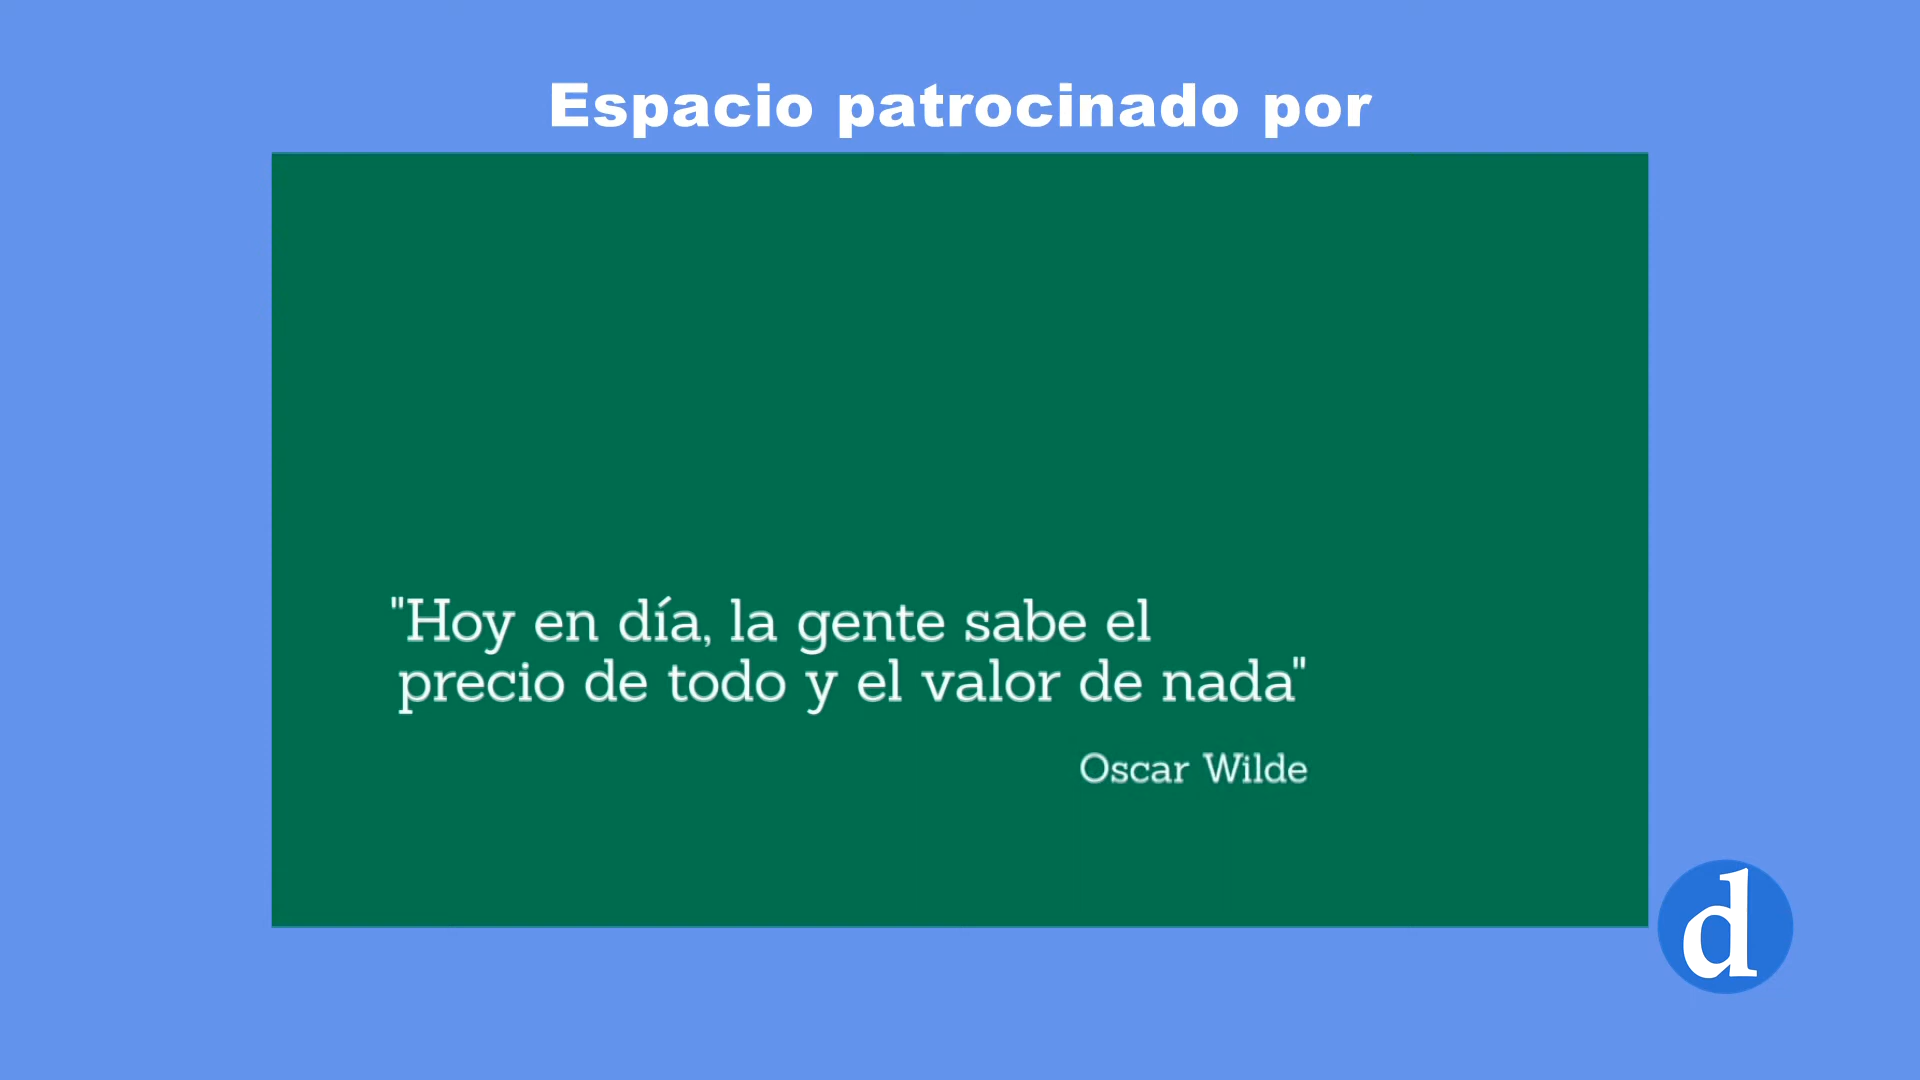 Espacio patrocinado por
"Hoy en día, la gente sabe el
precio de todo y el valor de nada"
Oscar Wilde
d